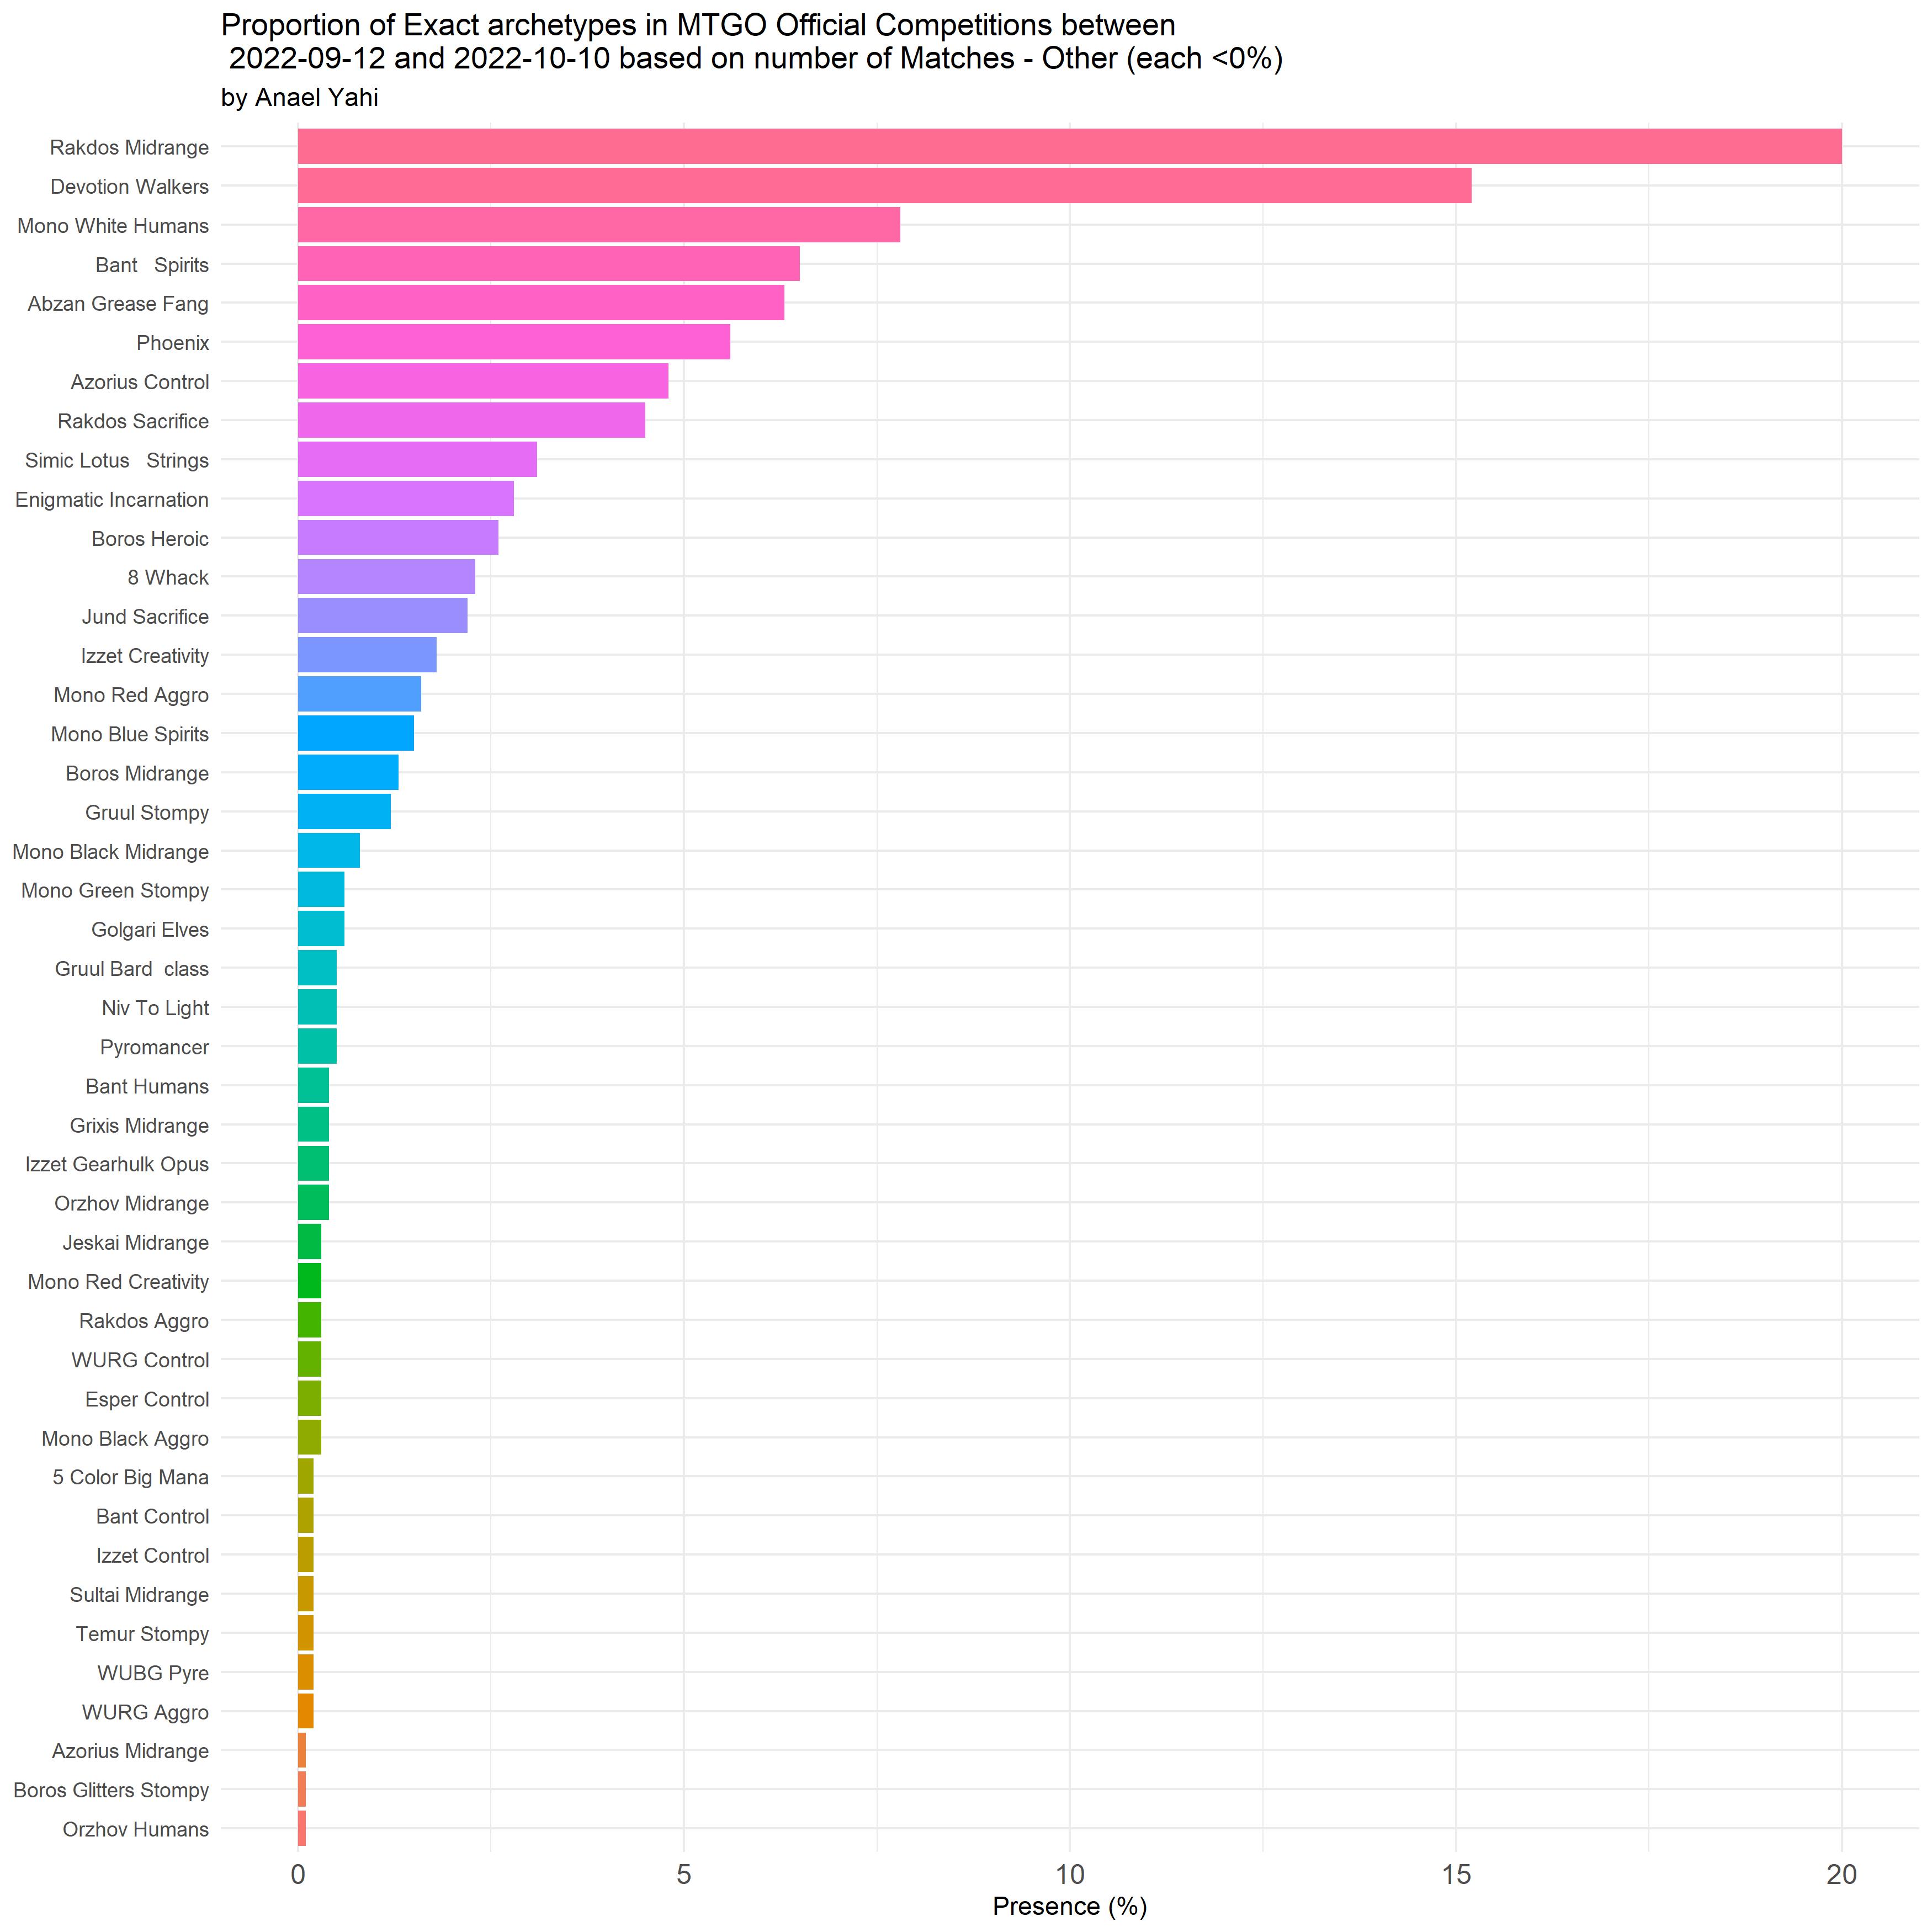 Proportion of Exact archetypes in MTGO Official Competitions between
2022-09-12 and 2022-10-10 based on number of Matches - Other (each <0%)
by Anael Yahi
Rakdos Midrange
Devotion Walkers
Mono White Humans
Bant   Spirits
Abzan Grease Fang
Phoenix
Azorius Control
Rakdos Sacrifice
Simic Lotus   Strings
Enigmatic Incarnation
Boros Heroic
8 Whack
Jund Sacrifice
Izzet Creativity
Mono Red Aggro
Mono Blue Spirits
Boros Midrange
Gruul Stompy
Mono Black Midrange
Mono Green Stompy
Golgari Elves
Gruul Bard  class
Niv To Light
Pyromancer
Bant Humans
Grixis Midrange
Izzet Gearhulk Opus
Orzhov Midrange
Jeskai Midrange
Mono Red Creativity
Rakdos Aggro
WURG Control
Esper Control
Mono Black Aggro
5 Color Big Mana
Bant Control
Izzet Control
Sultai Midrange
Temur Stompy
WUBG Pyre
WURG Aggro
Azorius Midrange
Boros Glitters Stompy
Orzhov Humans
0 5 10 15 20
Presence (%)